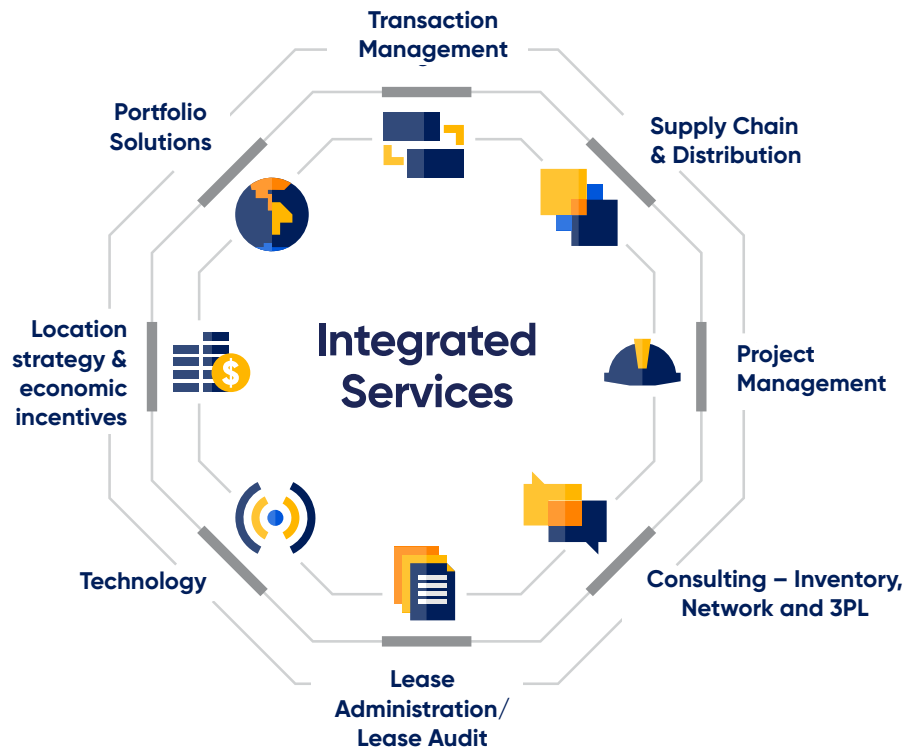 Transaction
Management
Portfolio
Solutions
Supply Chain
& Distribution
Location
strategy &
economic
incentives
$
Integrated
Services
Project
Management
Technology
Consulting – Inventory,
Network and 3PL
Lease
Administration/
Lease Audit